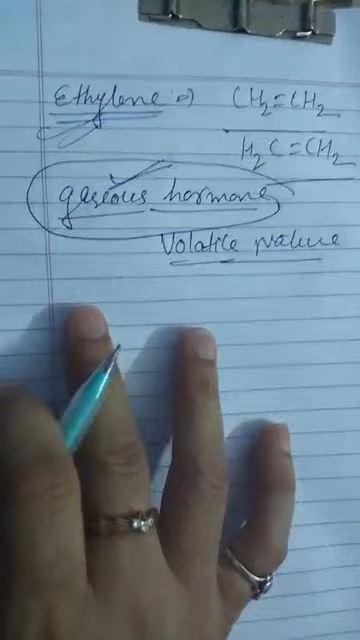 Ethylene ⇒ CH2=CH2
H2C=CH2
gaseous hormone
Volatile nature